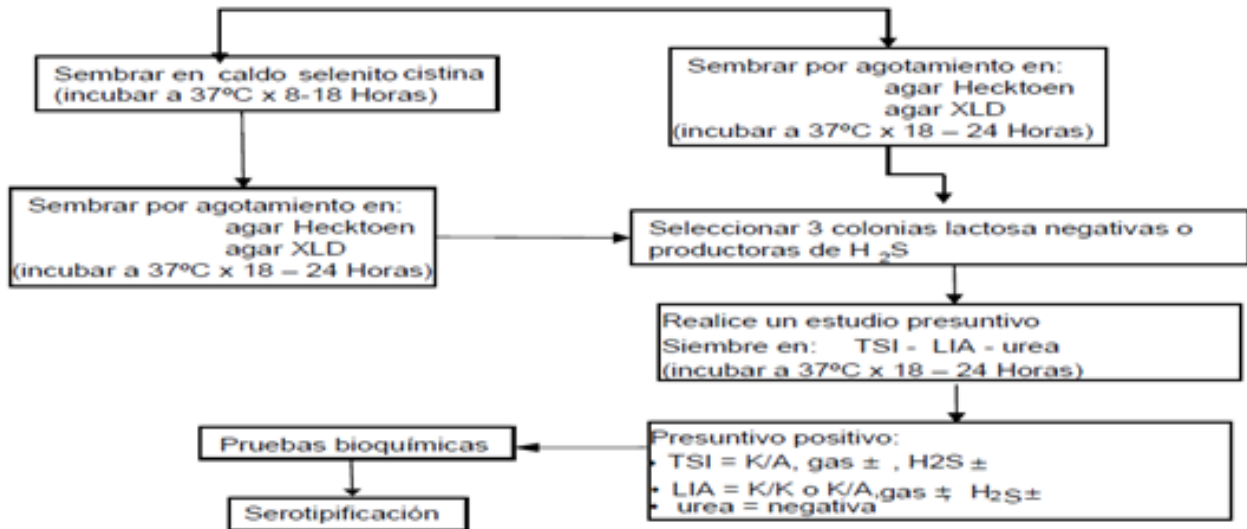 Sembrar en caldo selenito cistina
(incubar a 37ºC x 8-18 Horas)
Sembrar por agotamiento en:
agar Hecktoen
agar XLD
(incubar a 37ºC x 18 – 24 Horas)
Sembrar por agotamiento en:
agar Hecktoen
agar XLD
(incubar a 37ºC x 18 – 24 Horas)
Seleccionar 3 colonias lactosa negativas o
productoras de H 2S
Realice un estudio presuntivo
Siembre en: TSI - LIA - urea
(incubar a 37ºC x 18 – 24 Horas)
Presuntivo positivo:
• TSI = K/A, gas ± , H2S ±
• LIA = K/K o K/A,gas ±, H2S±
• urea = negativa
Pruebas bioquímicas
Serotipificación